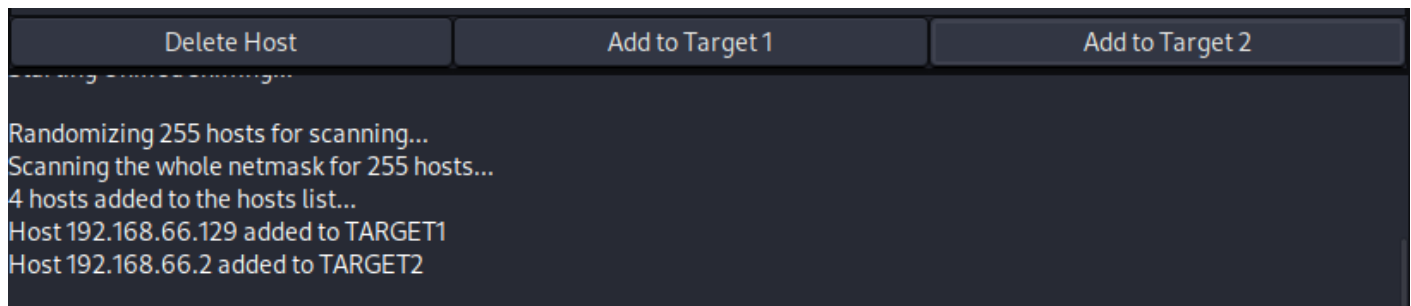 Delete Host
Add to Target 1
Add to Target 2
Randomizing 255 hosts for scanning...
Scanning the whole netmask for 255 hosts...
4 hosts added to the hosts list...
Host 192.168.66.129 added to TARGET1
Host 192.168.66.2 added to TARGET2